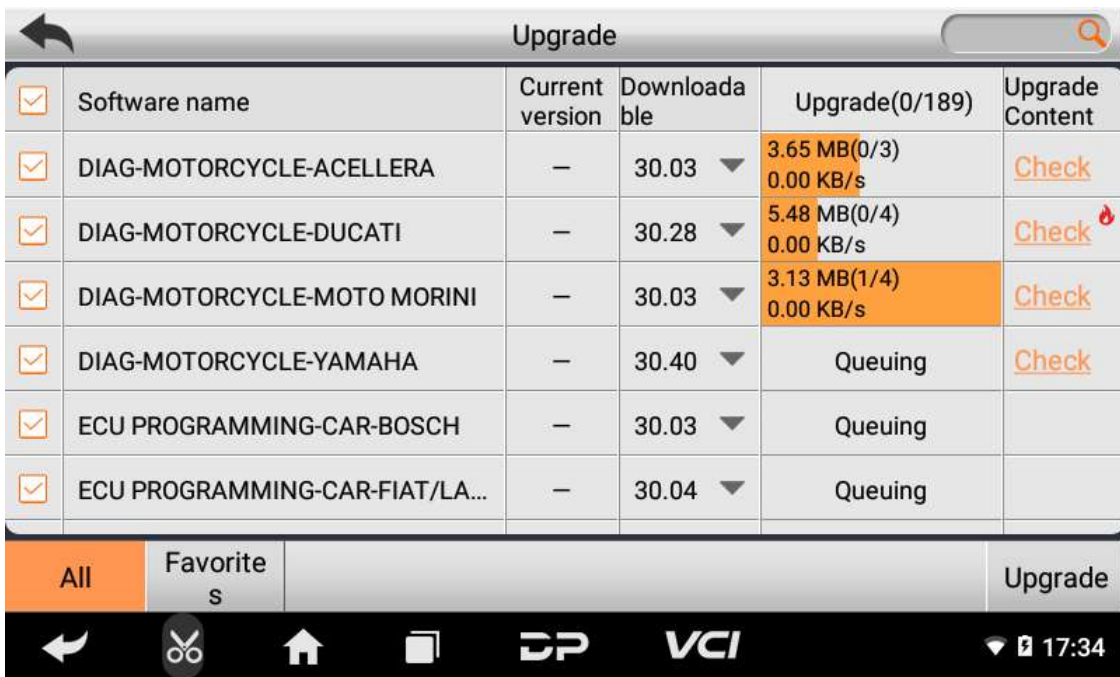 Upgrade
Software name
Current version
Downloadable
Upgrade(0/189)
Upgrade Content
DIAG-MOTORCYCLE-ACELLERA
—
30.03
3.65 MB(0/3)
0.00 KB/s
Check
DIAG-MOTORCYCLE-DUCATI
—
30.28
5.48 MB(0/4)
0.00 KB/s
Check
DIAG-MOTORCYCLE-MOTO MORINI
—
30.03
3.13 MB(1/4)
0.00 KB/s
Check
DIAG-MOTORCYCLE-YAMAHA
—
30.40
Queuing
Check
ECU PROGRAMMING-CAR-BOSCH
—
30.03
Queuing
ECU PROGRAMMING-CAR-FIAT/LA...
—
30.04
Queuing
All
Favorites
Upgrade
DP
VCI
17:34